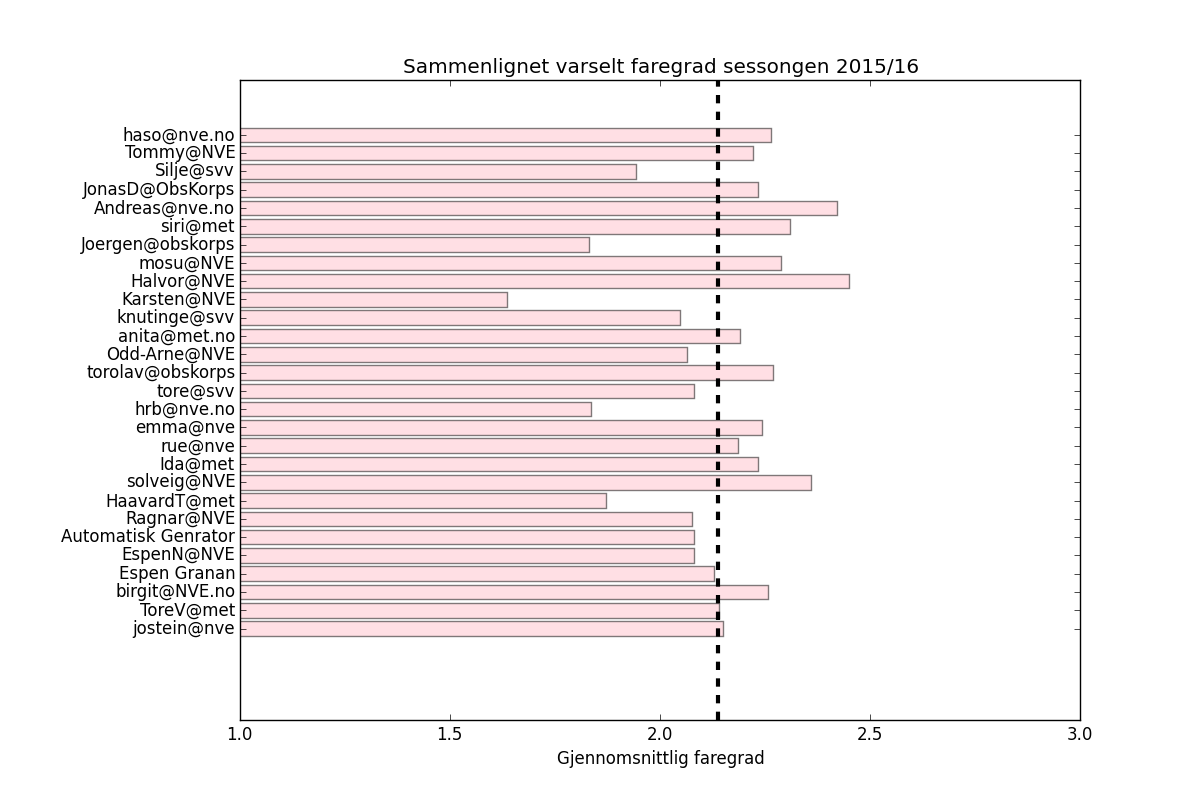 Sammenlignet varselt faregrad sessongen 2015/16
haso@nve.no
Tommy@NVE
Silje@svv
JonasD@ObsKorps
Andreas@nve.no
siri@met
Joergen@obskorps
mosu@NVE
Halvor@NVE
Karsten@NVE
knutinge@svv
anita@met.no
Odd-Arne@NVE
torolav@obskorps
tore@svv
hrb@nve.no
emma@nve
rue@nve
Ida@met
solveig@NVE
HaavardT@met
Ragnar@NVE
Automatisk Genrator
EspenN@NVE
Espen Granan
birgit@NVE.no
ToreV@met
jostein@nve
1.0 1.5 2.0 2.5 3.0
Gjennomsnittlig faregrad